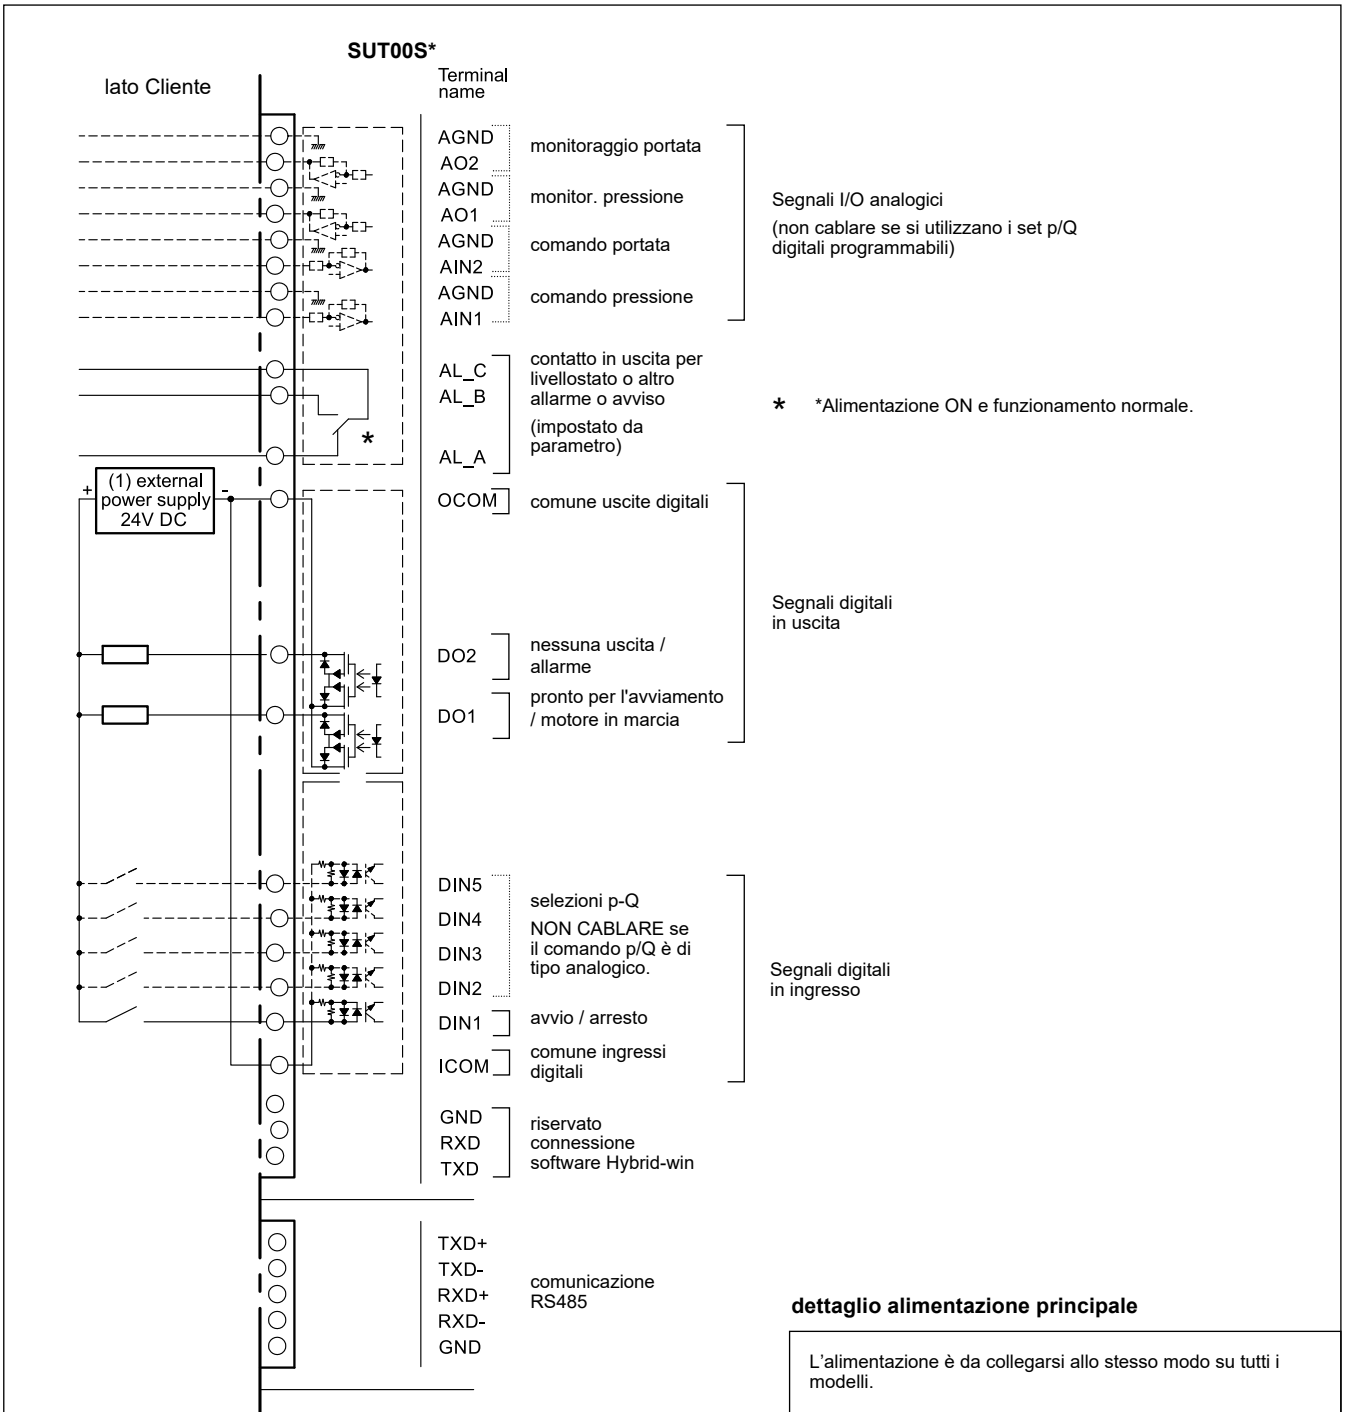 SUT00S*
lato Cliente
Terminal
name
AGND
AO2
monitoraggio portata
AGND
AO1
monitor. pressione
AGND
AIN2
comando portata
AGND
AIN1
comando pressione
Segnali I/O analogici
(non cablare se si utilizzano i set p/Q
digitali programmabili)
AL_C
AL_B
AL_A
contatto in uscita per
livellostato o altro
allarme o avviso
(impostato da
parametro)
*
* *Alimentazione ON e funzionamento normale.
+
(1) external
power supply
24V DC
-
OCOM
comune uscite digitali
Segnali digitali
in uscita
DO2
nessuna uscita /
allarme
DO1
pronto per l'avviamento
/ motore in marcia
DIN5
DIN4
DIN3
DIN2
selezioni p-Q
NON CABLARE se
il comando p/Q è di
tipo analogico.
Segnali digitali
in ingresso
DIN1
avvio / arresto
ICOM
comune ingressi
digitali
GND
RXD
TXD
riservato
connessione
software Hybrid-win
TXD+
TXD-
RXD+
RXD-
GND
comunicazione
RS485
dettaglio alimentazione principale
L’alimentazione è da collegarsi allo stesso modo su tutti i
modelli.